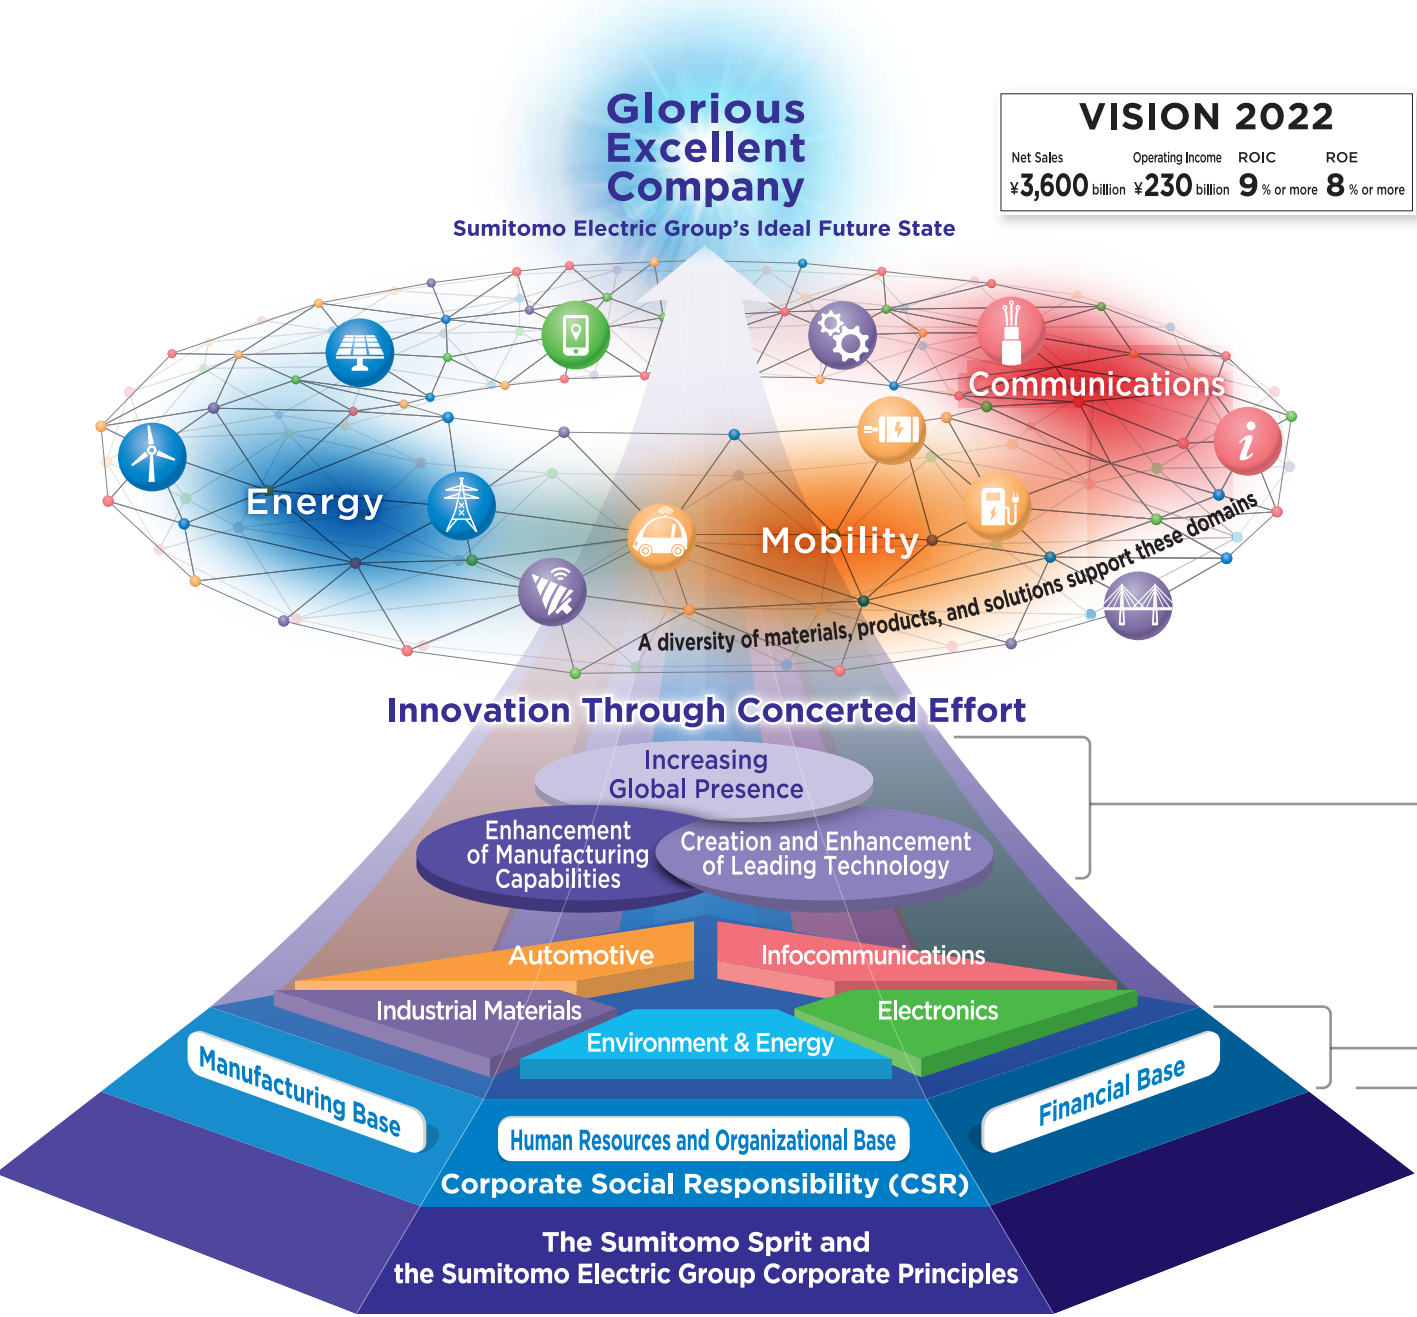 Glorious
Excellent
Company
Sumitomo Electric Group's Ideal Future State
VISION 2022
Net Sales Operating Income ROIC ROE
¥3,600 billion ¥230 billion 9 % or more 8 % or more
Communications
Energy
Mobility
A diversity of materials, products, and solutions support these domains
Innovation Through Concerted Effort
Increasing
Global Presence
Enhancement
of Manufacturing
Capabilities
Creation and Enhancement
of Leading Technology
Automotive
Infocommunications
Industrial Materials
Electronics
Environment & Energy
Manufacturing Base
Financial Base
Human Resources and Organizational Base
Corporate Social Responsibility (CSR)
The Sumitomo Sprit and
the Sumitomo Electric Group Corporate Principles